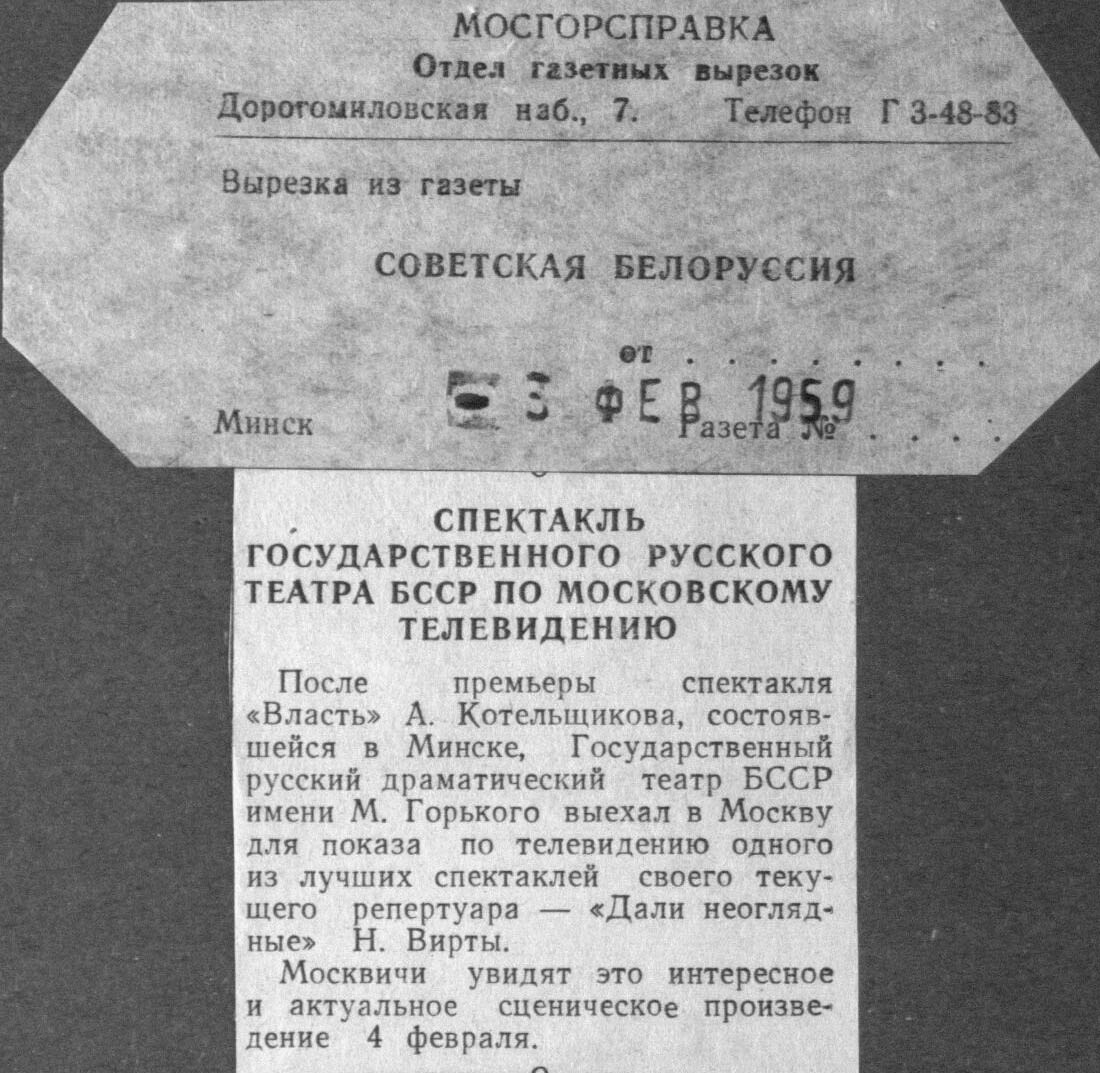 МОСГОРСПРАВКА
Отдел газетных вырезок
Дорогомиловская наб., 7. Телефон Г 3-48-83
Вырезка из газеты
СОВЕТСКАЯ БЕЛОРУССИЯ
от . . . . . . . . .
- 3 ФЕВ 1959
Минск Газета № . . . .
СПЕКТАКЛЬ
ГОСУДАРСТВЕННОГО РУССКОГО
ТЕАТРА БССР ПО МОСКОВСКОМУ
ТЕЛЕВИДЕНИЮ
После премьеры спектакля
«Власть» А. Котельщикова, состояв-
шейся в Минске, Государственный
русский драматический театр БССР
имени М. Горького выехал в Москву
для показа по телевидению одного
из лучших спектаклей своего теку-
щего репертуара — «Дали неогляд-
ные» Н. Вирты.
Москвичи увидят это интересное
и актуальное сценическое произве-
дение 4 февраля.